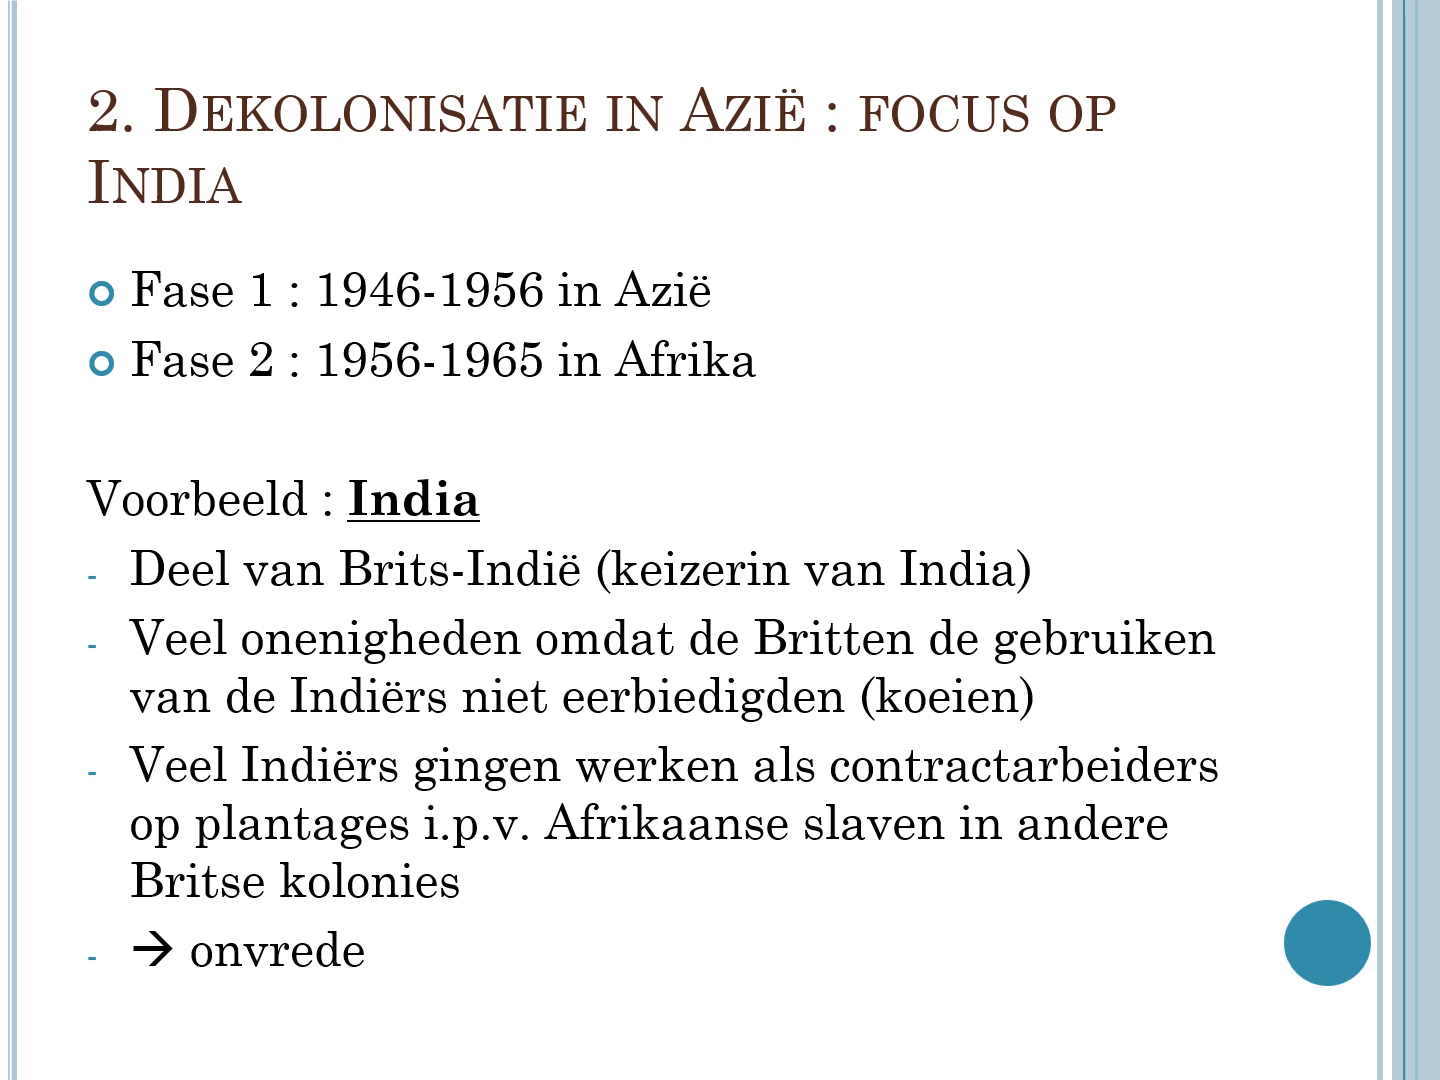 2. Dekolonisatie in Azië : focus op
India
Fase 1 : 1946-1956 in Azië
Fase 2 : 1956-1965 in Afrika
Voorbeeld : India
- Deel van Brits-Indië (keizerin van India)
- Veel onenigheden omdat de Britten de gebruiken
van de Indiërs niet eerbiedigden (koeien)
- Veel Indiërs gingen werken als contractarbeiders
op plantages i.p.v. Afrikaanse slaven in andere
Britse kolonies
- → onvrede